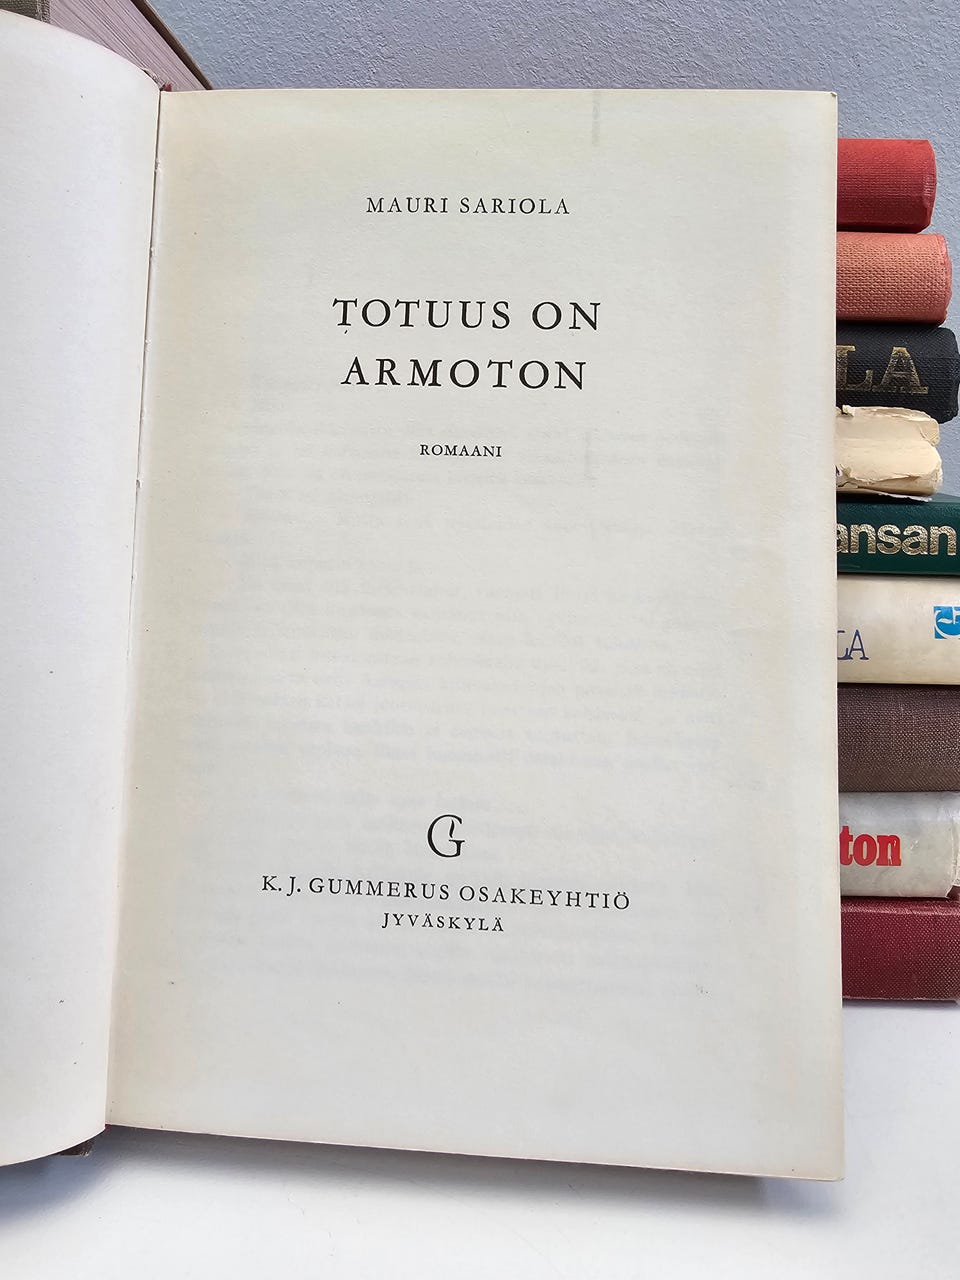 MAURI SARIOLA
TOTUUS ON
ARMOTON
ROMAANI
G
K. J. GUMMERUS OSAKEYHTIÖ
JYVÄSKYLÄ
LA
ansan
LA
G
ton